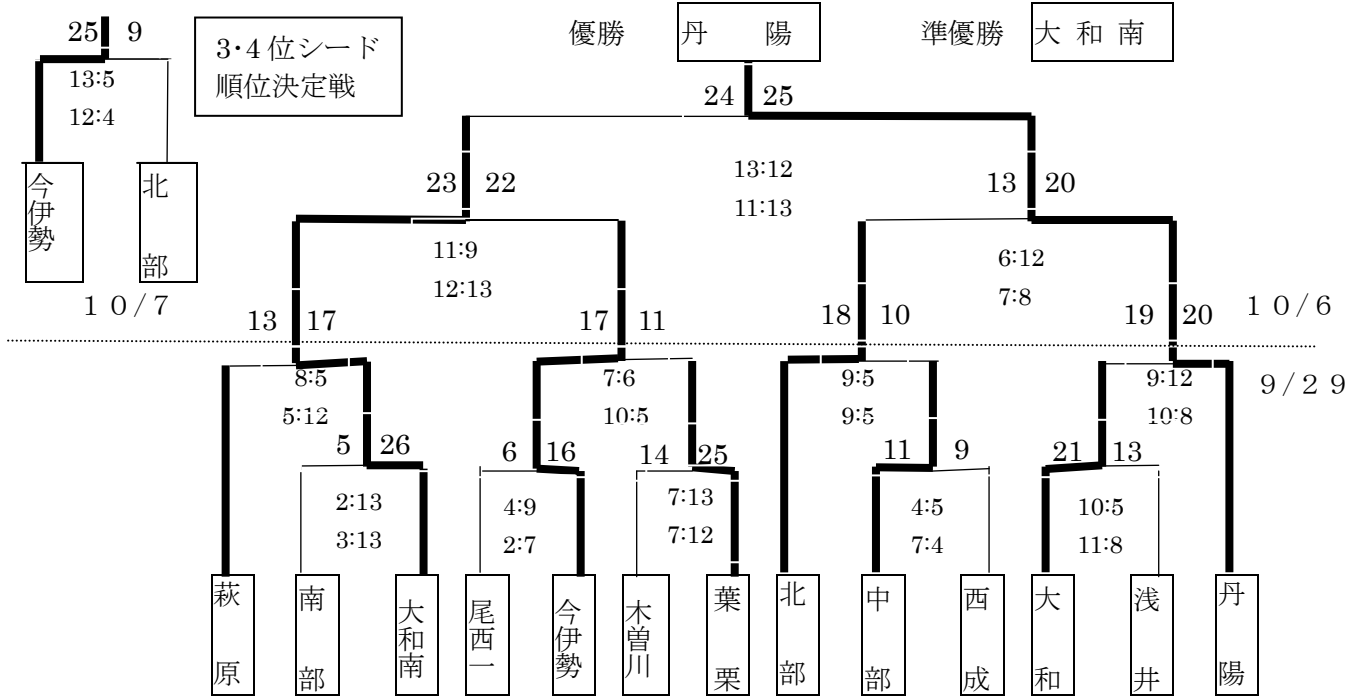 25 9
13:5
12:4
今伊勢
北部
10/7
3・4位シード
順位決定戦
優勝 丹陽 準優勝 大和南
24 25
13:12
11:13
23 22
13 20
11:9
12:13
6:12
7:8
10/6
13 17
17 11
18 10
19 20
9/29
8:5
5:12
7:6
10:5
9:5
9:5
9:12
10:8
5 26
6 16
14 25
11 9
21 13
2:13
3:13
4:9
2:7
7:13
7:12
4:5
7:4
10:5
11:8
萩原
南部
大和南
尾西一
今伊勢
木曽川
葉栗
北部
中部
西成
大和
浅井
丹陽